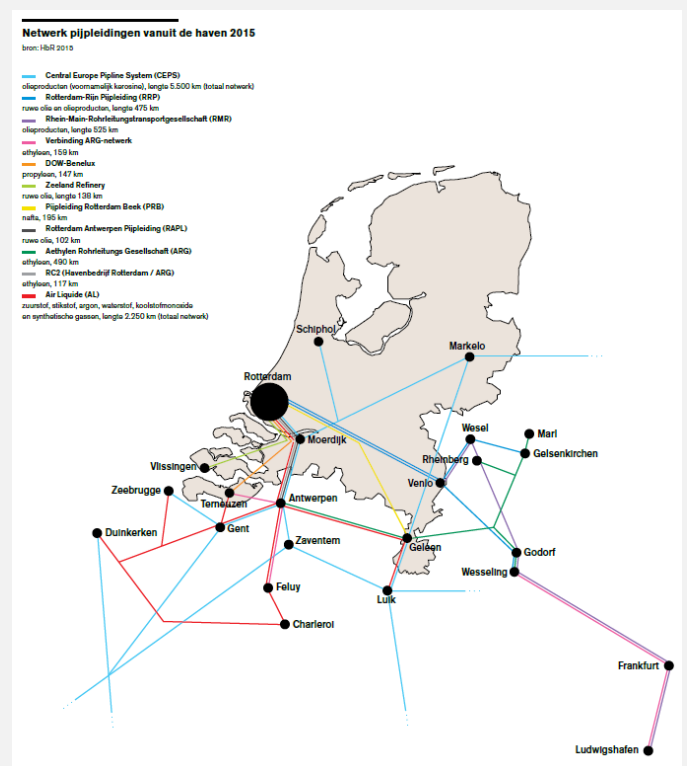 Netwerk pijpleidingen vanuit de haven 2015
bron: HbR 2015
Central Europe Pipline System (CEPS)
olieproducten (voornamelijk kerosine), lengte 5.500 km (totaal netwerk)
Rotterdam-Rijn Pijpleiding (RRP)
ruwe olie en olieproducten, lengte 475 km
Rhein-Main-Rohrleitungstransportgesellschaft (RMR)
olieproducten, lengte 525 km
Verbinding ARG-netwerk
ethyleen, 159 km
DOW-Benelux
propyleen, 147 km
Zeeland Refinery
ruwe olie, lengte 139 km
Pijpleiding Rotterdam Beek (PRB)
nafta, 195 km
Rotterdam Antwerpen Pijpleiding (RAPL)
ruwe olie, 102 km
Aethylen Rohrleitungs Gesellschaft (ARG)
ethyleen, 490 km
RC2 (Havenbedrijf Rotterdam / ARG)
ethyleen, 117 km
Air Liquide (AL)
zuurstof, stikstof, argon, waterstof, koolstofmonoxide
en synthetische gassen, lengte 2.250 km (totaal netwerk)
Schiphol
Markelo
Rotterdam
Wesel
Marl
Moerdijk
Gelsenkirchen
Rheinberg
Vlissingen
Venlo
Zeebrugge
Terneuzen
Antwerpen
Gent
Duinkerken
Zaventem
Geleen
Godorf
Wesseling
Feluy
Luik
Charleroi
Frankfurt
Ludwigshafen